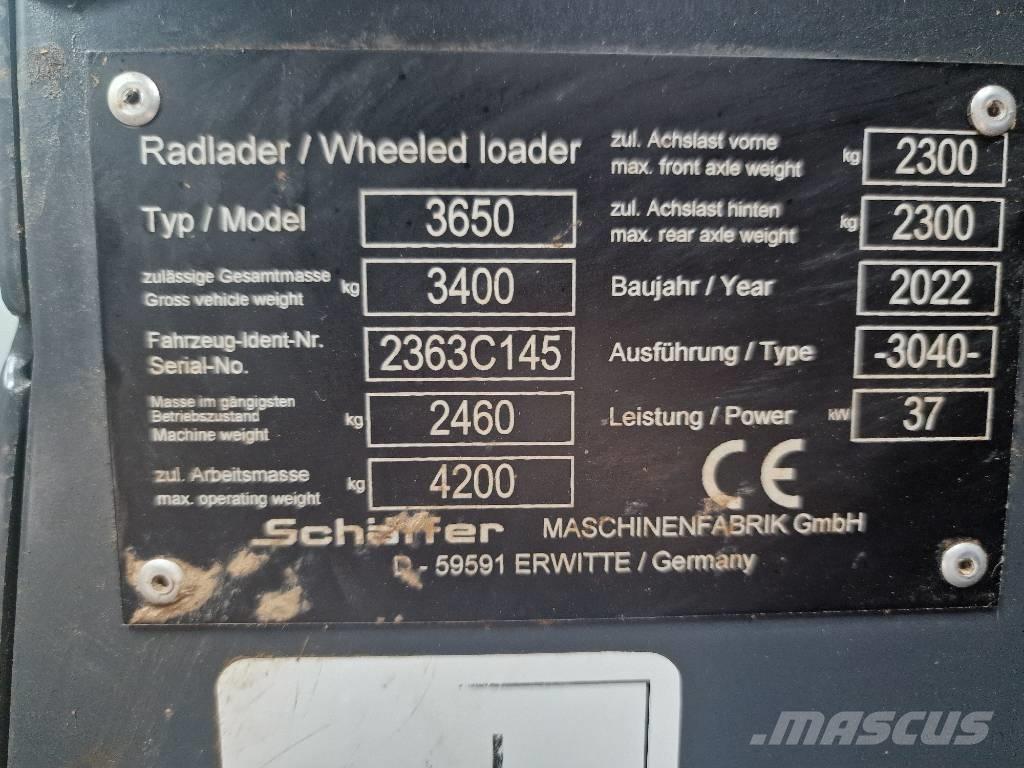 Radlader / Wheeled loader
Typ / Model 3650
zulässige Gesamtmasse
Gross vehicle weight kg 3400
Fahrzeug-Ident-Nr.
Serial-No. 2363C145
Masse im gängigsten
Betriebszustand
Machine weight kg 2460
zul. Arbeitsmasse
max. operating weight kg 4200
zul. Achslast vorne
max. front axle weight kg 2300
zul. Achslast hinten
max. rear axle weight kg 2300
Baujahr / Year 2022
Ausführung / Type -3040-
Leistung / Power kW 37
CE
Schäffer MASCHINENFABRIK GmbH
D - 59591 ERWITTE / Germany
MASCUS